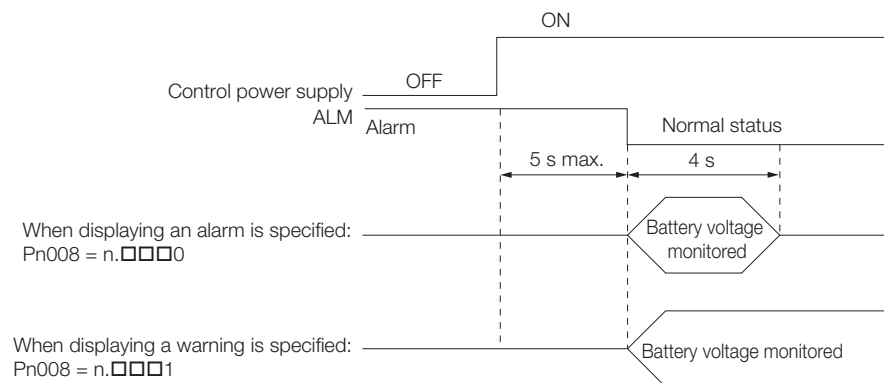 ON
OFF
Control power supply
ALM
Alarm
Normal status
5 s max.
4 s
When displaying an alarm is specified:
Pn008 = n.□□□0
Battery voltage
monitored
When displaying a warning is specified:
Pn008 = n.□□□1
Battery voltage monitored